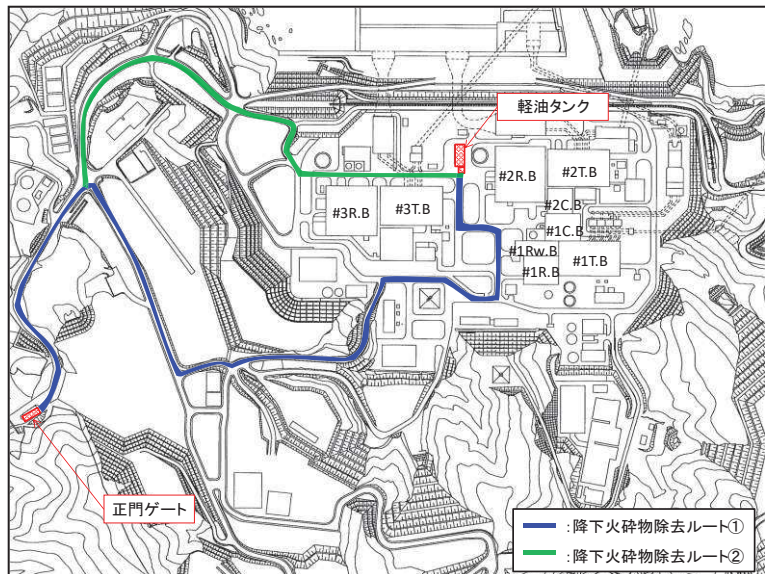 軽油タンク
#2R.B
#2T.B
#2C.B
#3R.B
#3T.B
#1C.B
#1Rw.B
#1T.B
#1R.B
正門ゲート
:降下火砕物除去ルート①
:降下火砕物除去ルート②